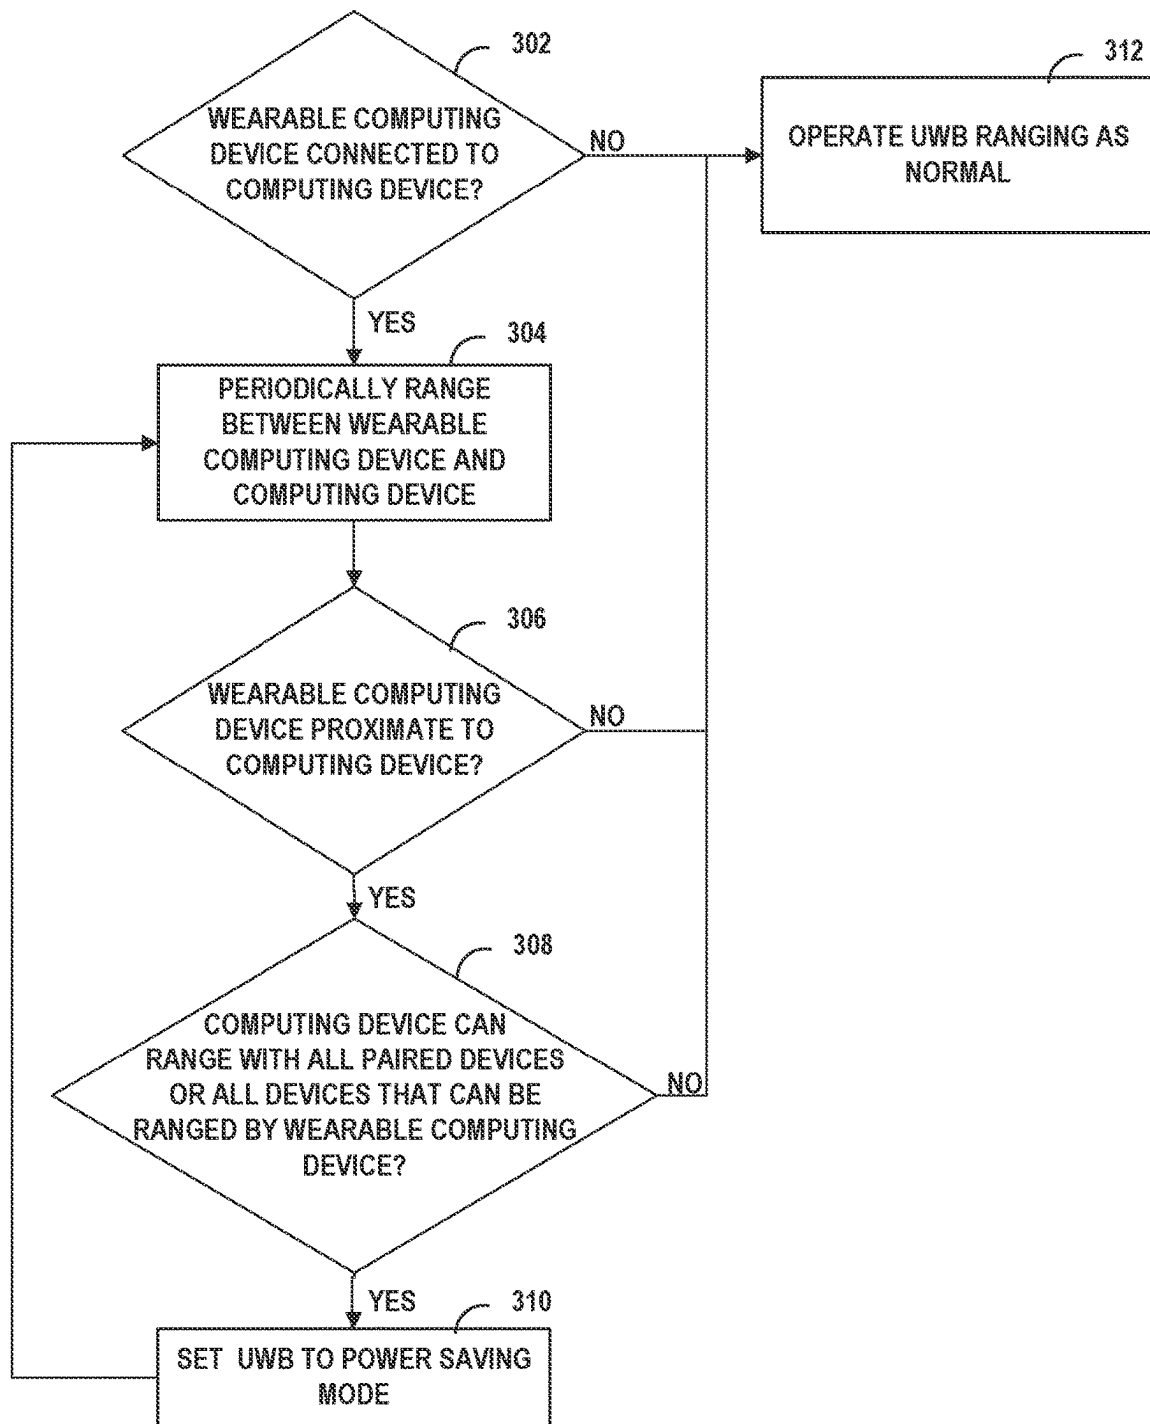 302
WEARABLE COMPUTING
DEVICE CONNECTED TO
COMPUTING DEVICE?
NO
312
OPERATE UWB RANGING AS
NORMAL
YES
304
PERIODICALLY RANGE
BETWEEN WEARABLE
COMPUTING DEVICE AND
COMPUTING DEVICE
306
WEARABLE COMPUTING
DEVICE PROXIMATE TO
COMPUTING DEVICE?
NO
YES
308
COMPUTING DEVICE CAN
RANGE WITH ALL PAIRED DEVICES
OR ALL DEVICES THAT CAN BE
RANGED BY WEARABLE COMPUTING
DEVICE?
NO
YES
310
SET UWB TO POWER SAVING
MODE